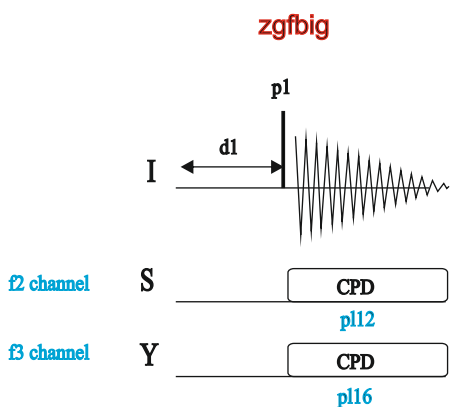 zgfbig
p1
d1
I
f2 channel S CPD
pl12
f3 channel Y CPD
pl16